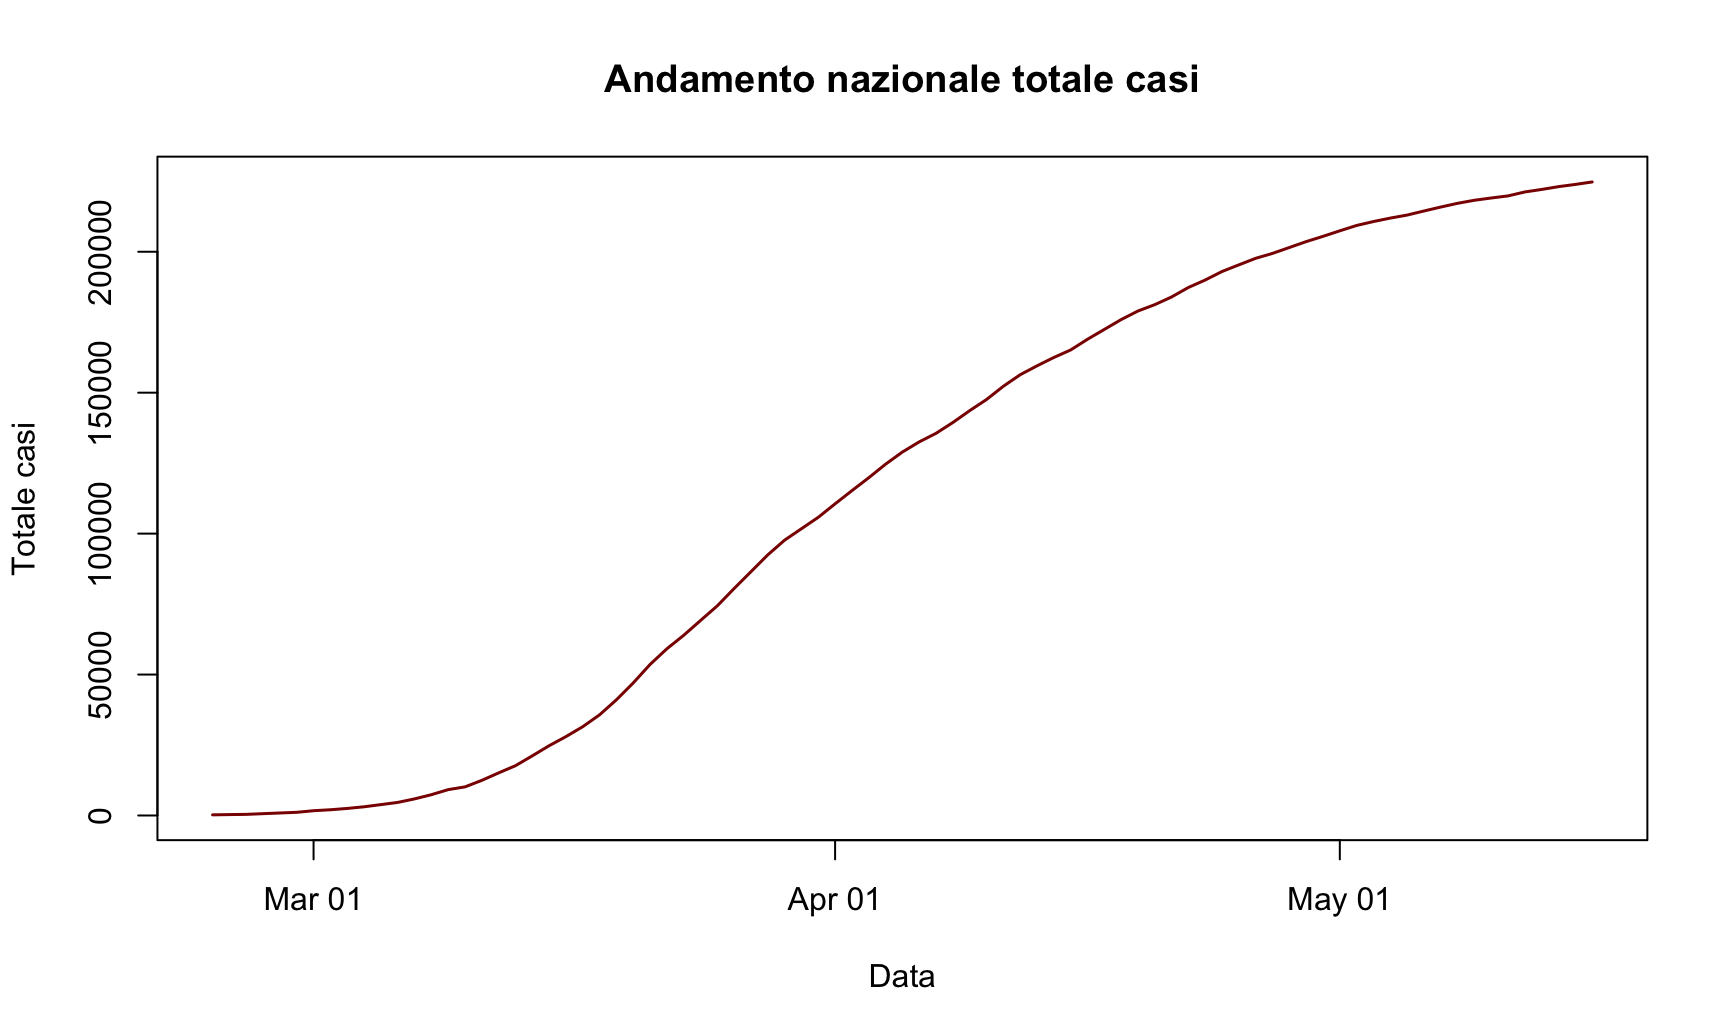 Andamento nazionale totale casi
Totale casi
200000
150000
100000
50000
0
Mar 01
Apr 01
May 01
Data